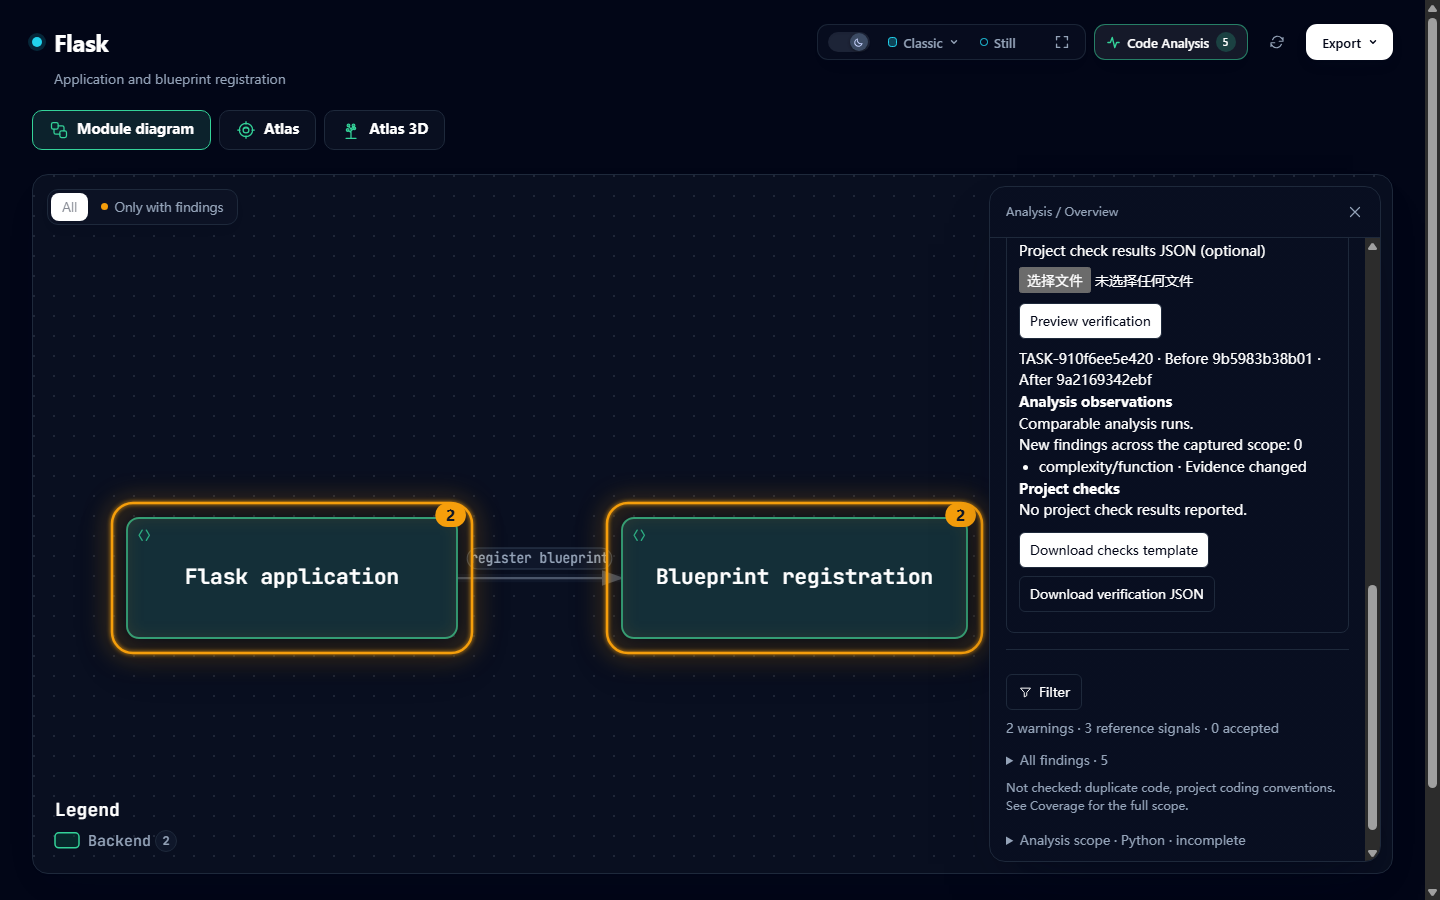 Flask
Application and blueprint registration
Classic
Still
Code Analysis 5
Export
Module diagram
Atlas
Atlas 3D
All
Only with findings
Analysis / Overview
Project check results JSON (optional)
选择文件 未选择任何文件
Preview verification
TASK-910f6ee5e420 · Before 9b5983b38b01 ·
After 9a2169342ebf
Analysis observations
Comparable analysis runs.
New findings across the captured scope: 0
• complexity/function · Evidence changed
Project checks
No project check results reported.
Download checks template
Download verification JSON
2
Flask application
register blueprint
2
Blueprint registration
Filter
2 warnings · 3 reference signals · 0 accepted
All findings · 5
Not checked: duplicate code, project coding conventions.
See Coverage for the full scope.
Analysis scope · Python · incomplete
Legend
Backend 2